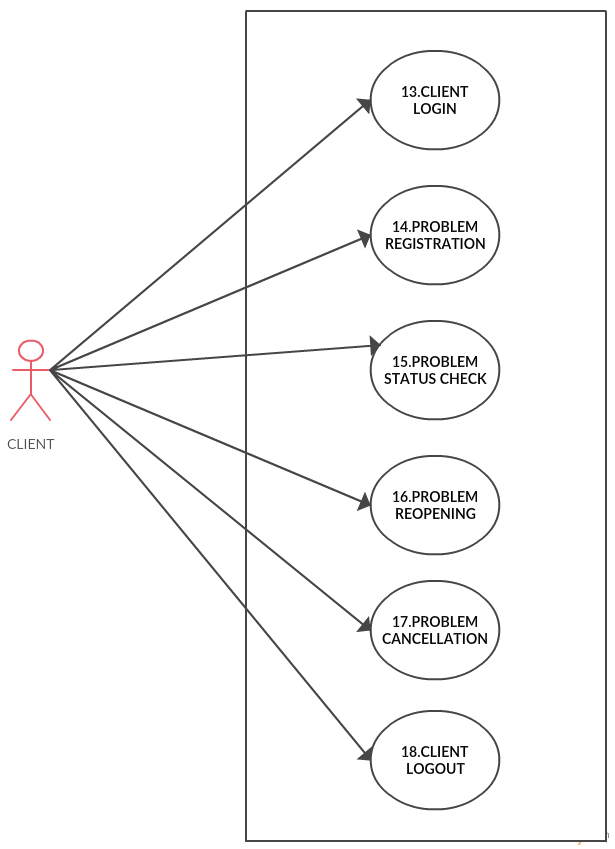 13.CLIENT
LOGIN
14.PROBLEM
REGISTRATION
15.PROBLEM
STATUS CHECK
CLIENT
16.PROBLEM
REOPENING
17.PROBLEM
CANCELLATION
18.CLIENT
LOGOUT